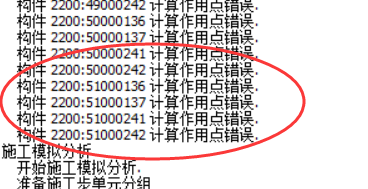 构件 2200:49000242 计算作用点错误.
构件 2200:50000136 计算作用点错误.
构件 2200:50000137 计算作用点错误.
构件 2200:50000241 计算作用点错误.
构件 2200:50000242 计算作用点错误.
构件 2200:51000136 计算作用点错误.
构件 2200:51000137 计算作用点错误.
构件 2200:51000241 计算作用点错误.
构件 2200:51000242 计算作用点错误.
施工模拟分析
开始施工模拟分析.
准备施工步单元分组